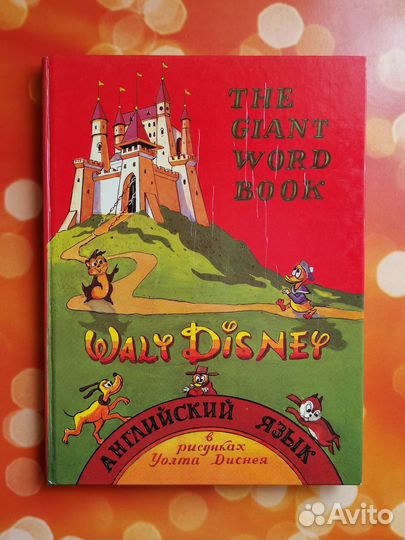 THE
GIANT
WORD
BOOK
WALT DISNEY
АНГЛИЙСКИЙ ЯЗЫК
в
рисунках
Уолта Диснея
Avito